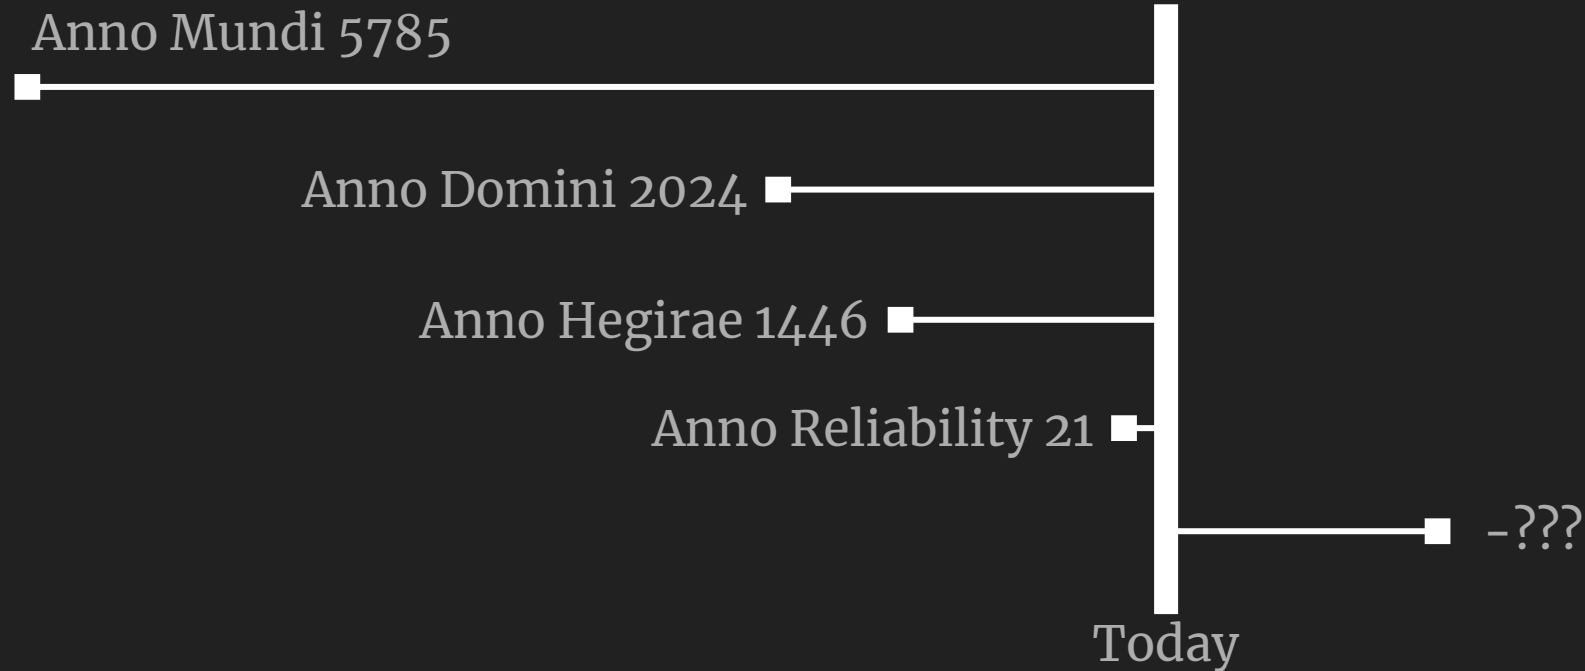 Anno Mundi 5785
Anno Domini 2024
Anno Hegirae 1446
Anno Reliability 21
-???
Today